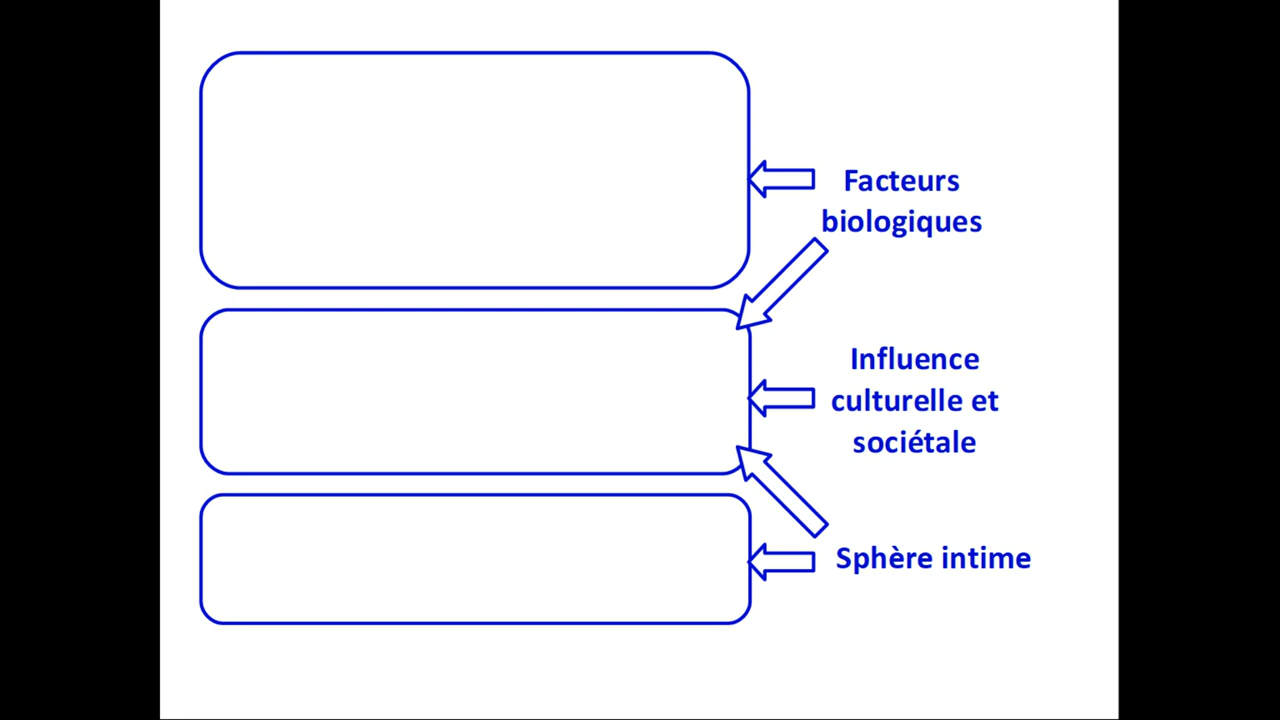 Facteurs
biologiques
Influence
culturelle et
sociétale
Sphère intime